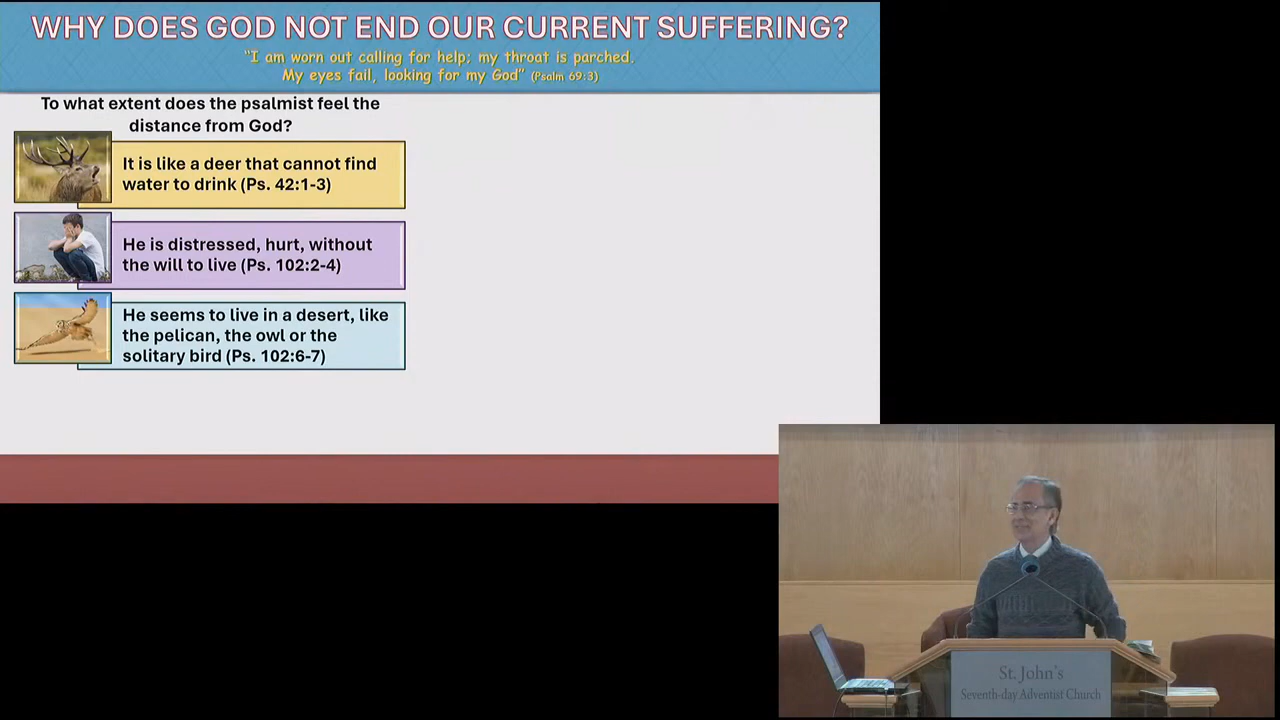 WHY DOES GOD NOT END OUR CURRENT SUFFERING?
“I am worn out calling for help; my throat is parched.
My eyes fail, looking for my God” (Psalm 69:3)
To what extent does the psalmist feel the
distance from God?
It is like a deer that cannot find
water to drink (Ps. 42:1-3)
He is distressed, hurt, without
the will to live (Ps. 102:2-4)
He seems to live in a desert, like
the pelican, the owl or the
solitary bird (Ps. 102:6-7)
St. John's
Seventh-day Adventist Church